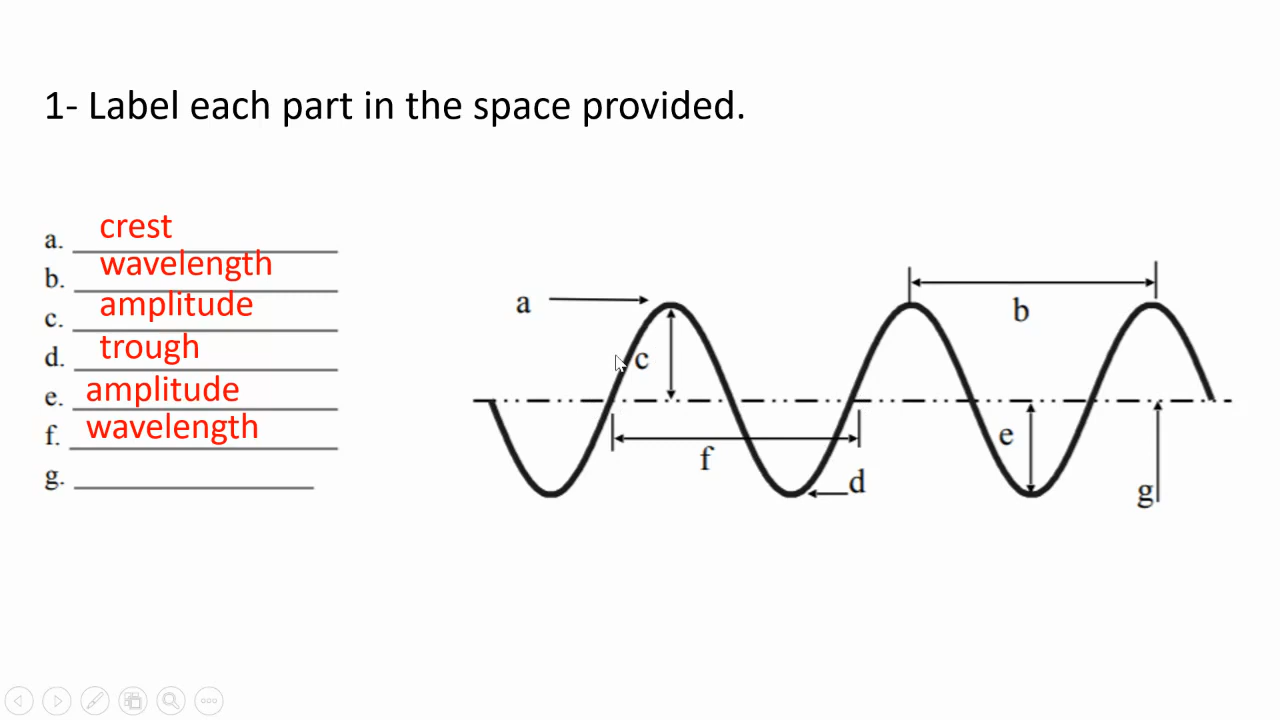 1- Label each part in the space provided.
a. crest
b. wavelength
c. amplitude
d. trough
e. amplitude
f. wavelength
g.
a
b
c
f
e
d
g